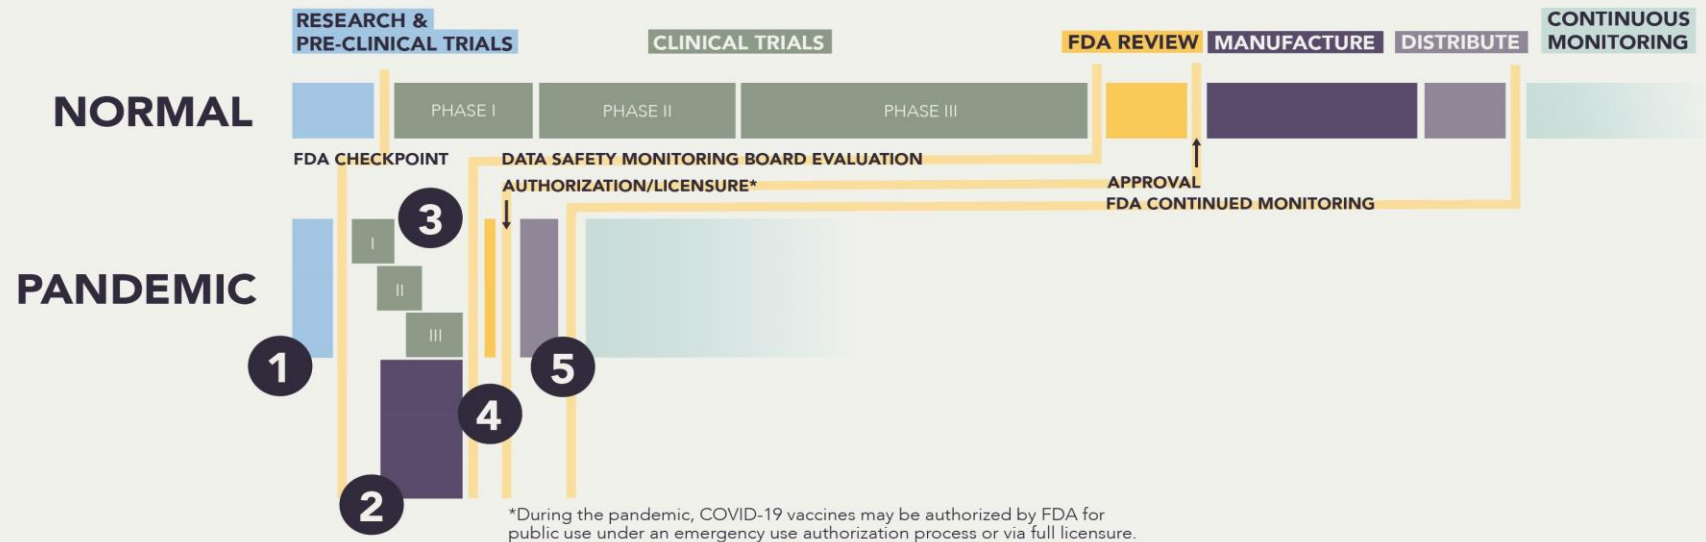 RESEARCH &
PRE-CLINICAL TRIALS
CLINICAL TRIALS
FDA REVIEW
MANUFACTURE
DISTRIBUTE
CONTINUOUS
MONITORING
NORMAL
PHASE I
PHASE II
PHASE III
FDA CHECKPOINT
DATA SAFETY MONITORING BOARD EVALUATION
AUTHORIZATION/LICENSURE*
APPROVAL
FDA CONTINUED MONITORING
PANDEMIC
3
I
II
III
1
5
4
2
*During the pandemic, COVID-19 vaccines may be authorized by FDA for
public use under an emergency use authorization process or via full licensure.